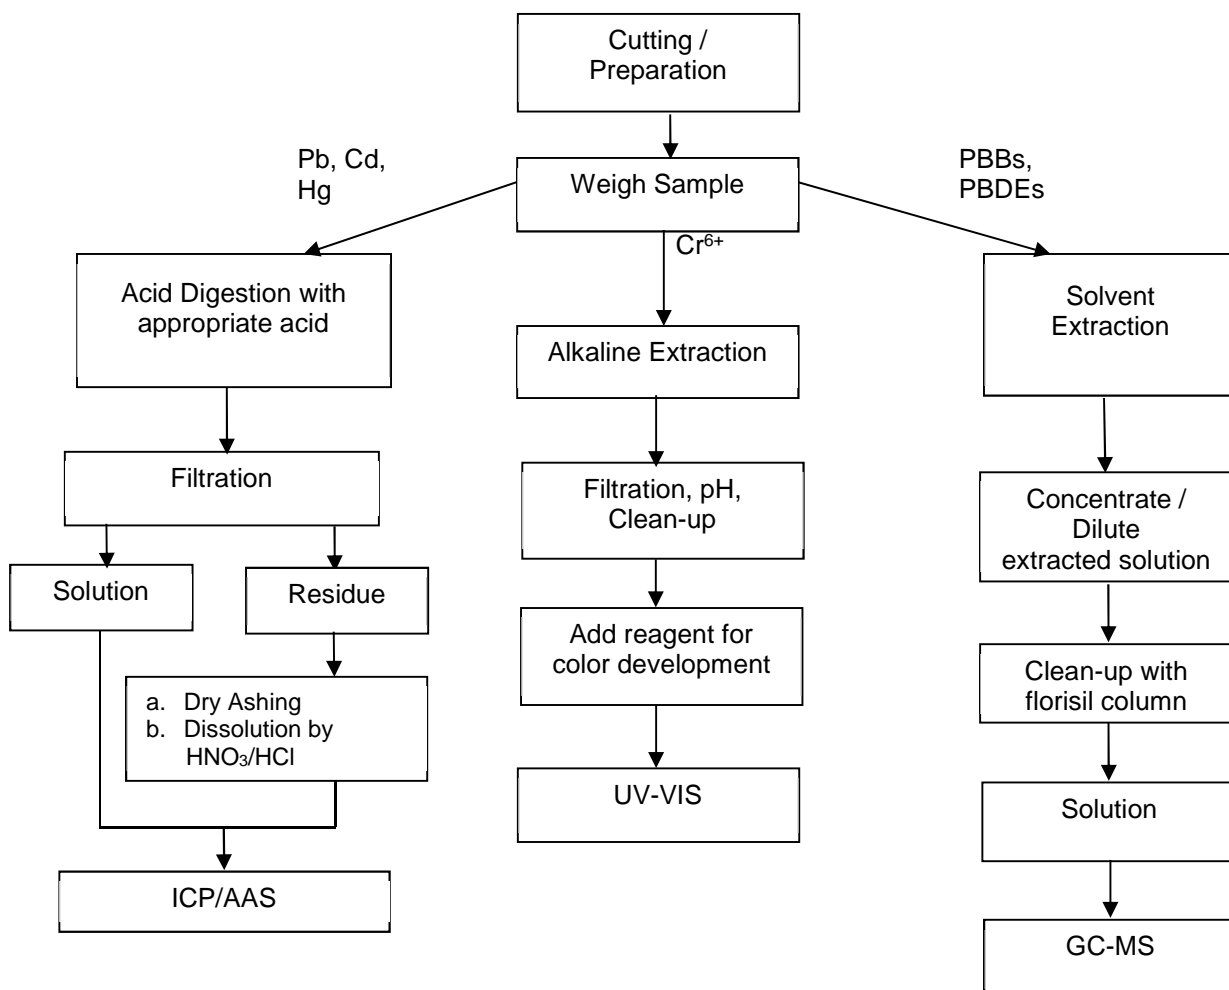 Cutting /
Preparation
Pb, Cd,
Hg
Weigh Sample
PBBs,
PBDEs
Cr⁶⁺
Acid Digestion with
appropriate acid
Alkaline Extraction
Solvent
Extraction
Filtration
Filtration, pH,
Clean-up
Concentrate /
Dilute
extracted solution
Solution
Residue
Add reagent for
color development
Clean-up with
florisil column
a. Dry Ashing
b. Dissolution by
HNO₃/HCl
UV-VIS
Solution
ICP/AAS
GC-MS